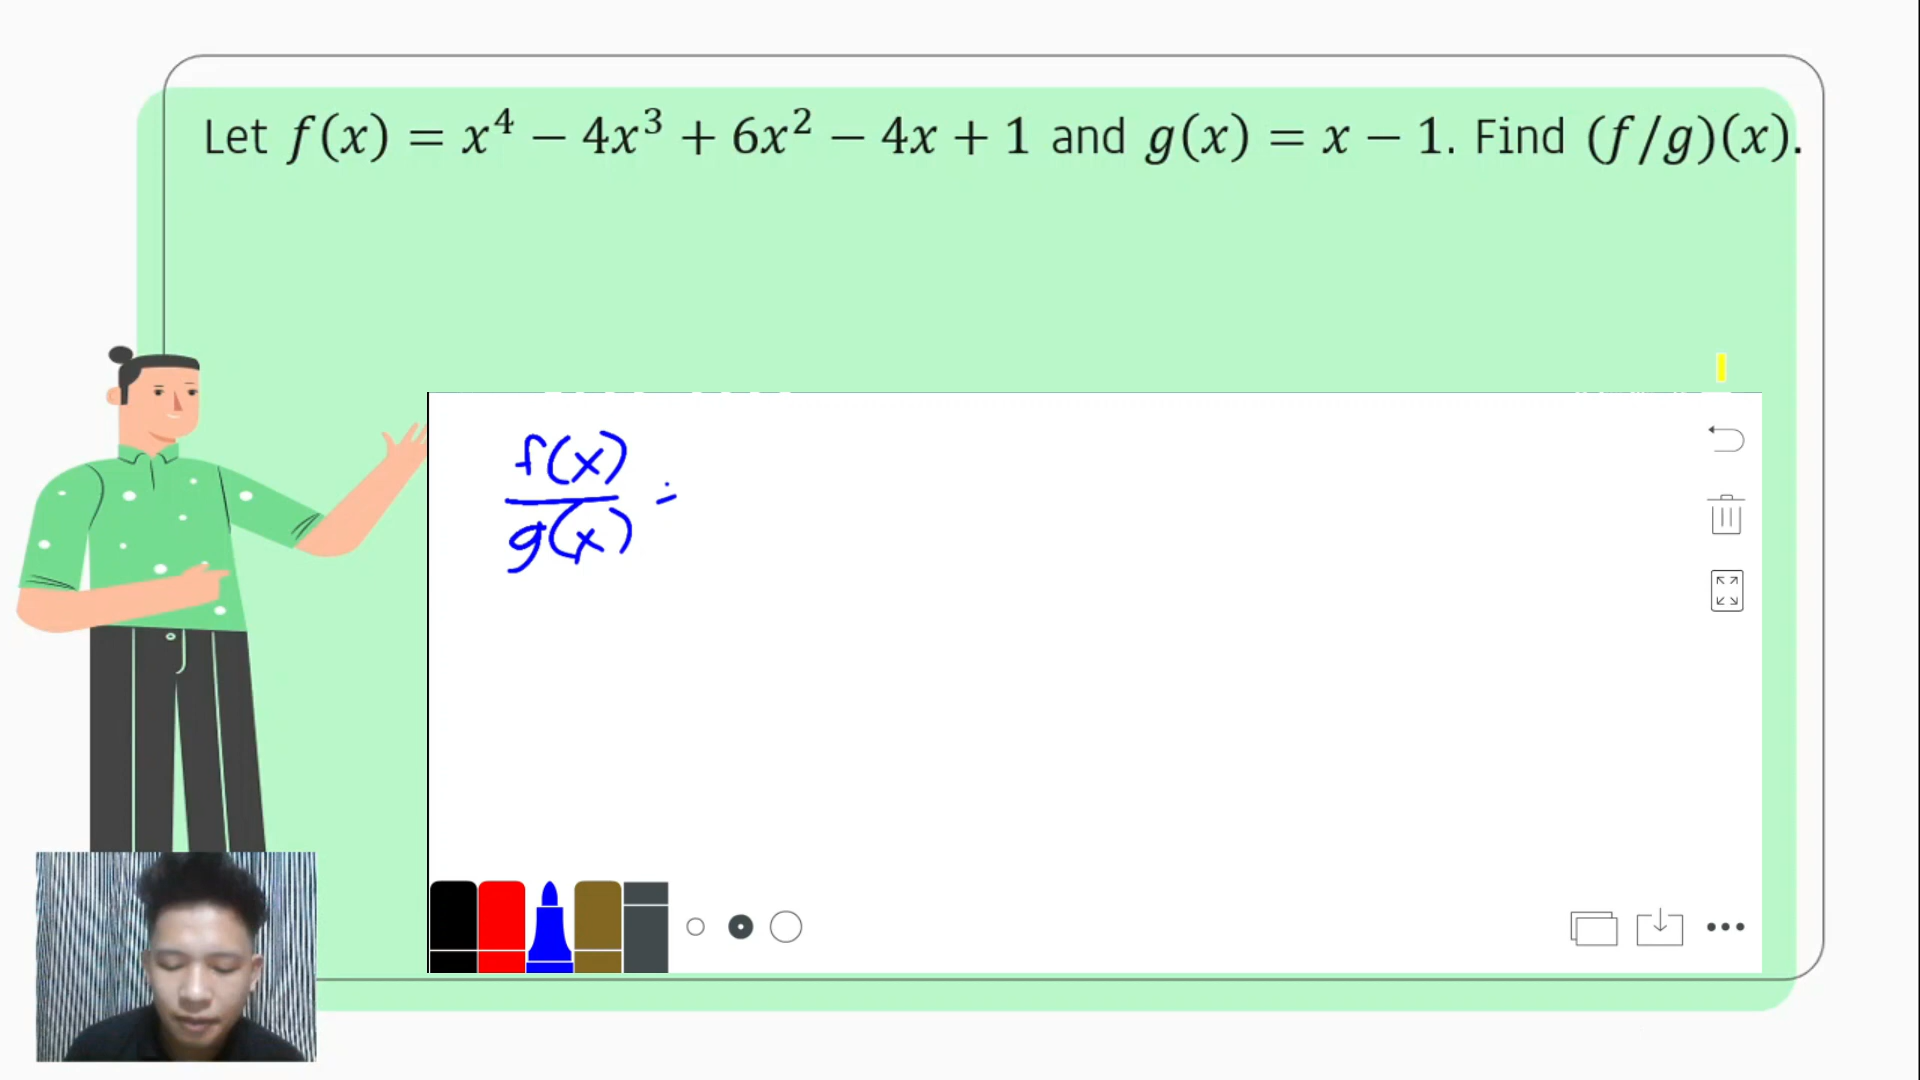 Let f(x) = x⁴ − 4x³ + 6x² − 4x + 1 and g(x) = x − 1. Find (f/g)(x).
f(x)
g(x) =